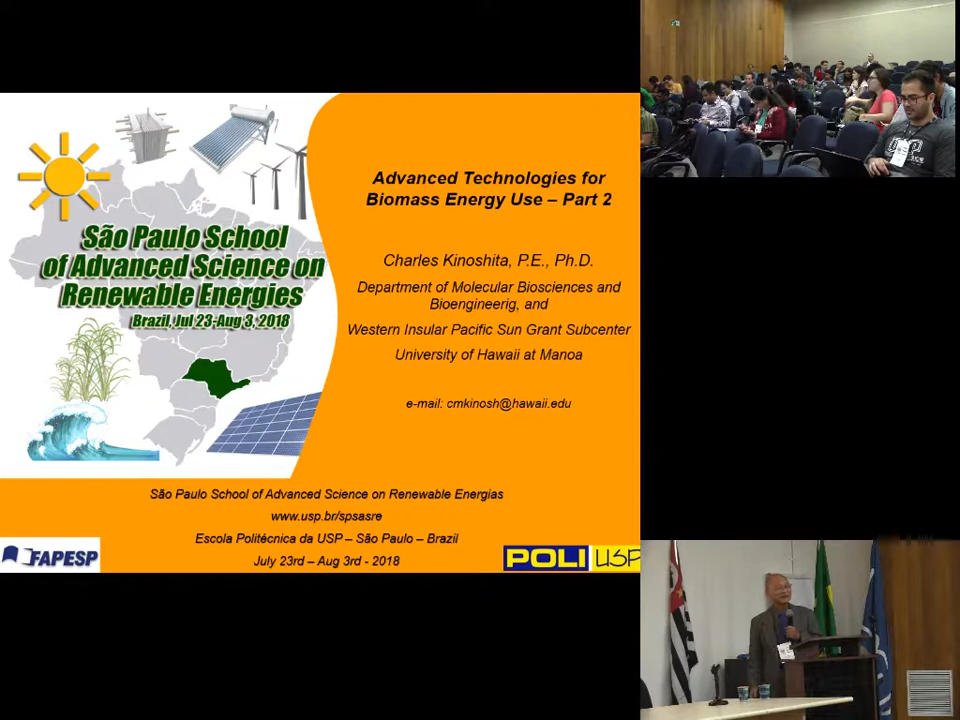 São Paulo School
of Advanced Science on
Renewable Energies
Brazil, Jul 23-Aug 3, 2018
Advanced Technologies for
Biomass Energy Use – Part 2
Charles Kinoshita, P.E., Ph.D.
Department of Molecular Biosciences and
Bioengineerig, and
Western Insular Pacific Sun Grant Subcenter
University of Hawaii at Manoa
e-mail: cmkinosh@hawaii.edu
São Paulo School of Advanced Science on Renewable Energias
www.usp.br/spsasre
Escola Politécnica da USP – São Paulo – Brazil
July 23rd – Aug 3rd - 2018
FAPESP
POLI USP